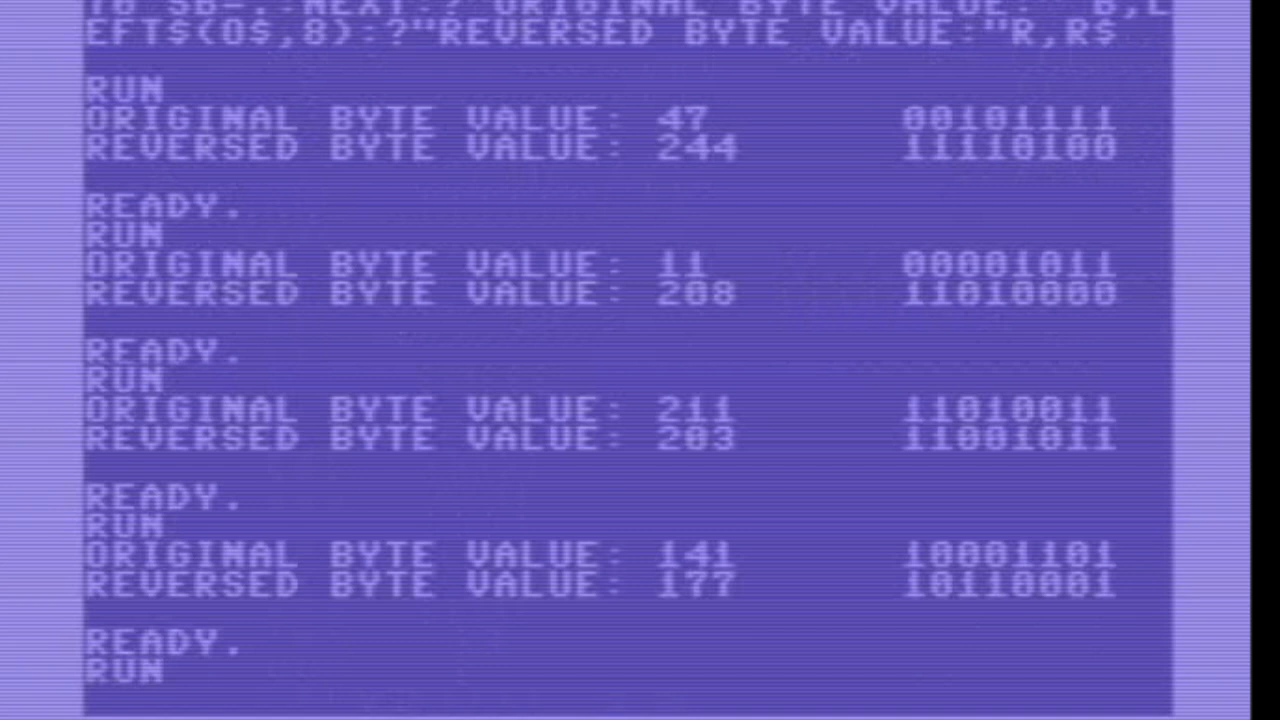 EFT$(O$,8):?"REVERSED BYTE VALUE:"R,R$
RUN
ORIGINAL BYTE VALUE: 47 00101111
REVERSED BYTE VALUE: 244 11110100
READY.
RUN
ORIGINAL BYTE VALUE: 11 00001011
REVERSED BYTE VALUE: 208 11010000
READY.
RUN
ORIGINAL BYTE VALUE: 211 11010011
REVERSED BYTE VALUE: 203 11001011
READY.
RUN
ORIGINAL BYTE VALUE: 141 10001101
REVERSED BYTE VALUE: 177 10110001
READY.
RUN